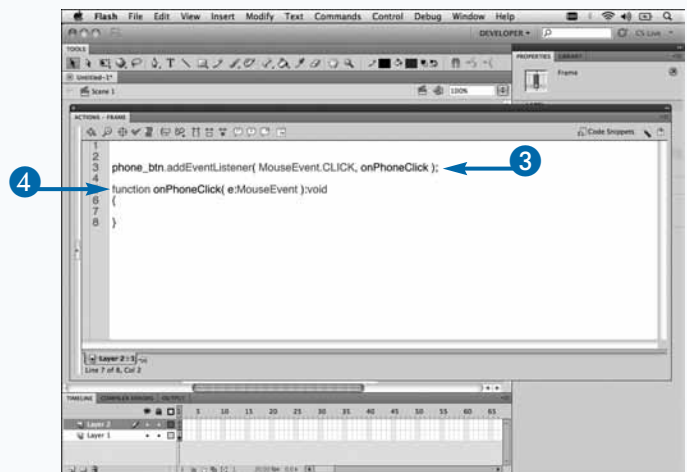 Flash File Edit View Insert Modify Text Commands Control Debug Window Help
DEVELOPER CS Live
TOOLS
PROPERTIES LIBRARY
Untitled-1*
Frame
Scene 1 100%
ACTIONS - FRAME
Code Snippets
1
2
3 phone_btn.addEventListener( MouseEvent.CLICK, onPhoneClick ); 3
4
4 function onPhoneClick( e:MouseEvent ):void
6 {
7
8 }
Layer 2 : 1
Line 7 of 8, Col 2
TIMELINE COMPILER ERRORS OUTPUT
5 10 15 20 25 30 35 40 45 50 55 60 65
Layer 2
Layer 1